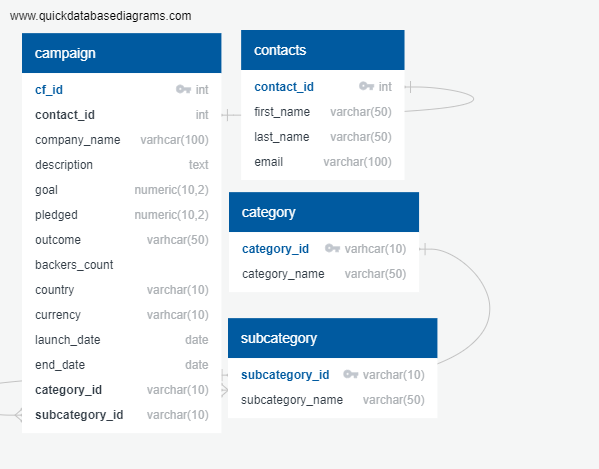 www.quickdatabasediagrams.com
campaign
cf_id int
contact_id int
company_name varhcar(100)
description text
goal numeric(10,2)
pledged numeric(10,2)
outcome varhcar(50)
backers_count
country varchar(10)
currency varhcar(10)
launch_date date
end_date date
category_id varchar(10)
subcategory_id varchar(10)
contacts
contact_id int
first_name varchar(50)
last_name varchar(50)
email varchar(100)
category
category_id varhcar(10)
category_name varchar(50)
subcategory
subcategory_id varchar(10)
subcategory_name varchar(50)